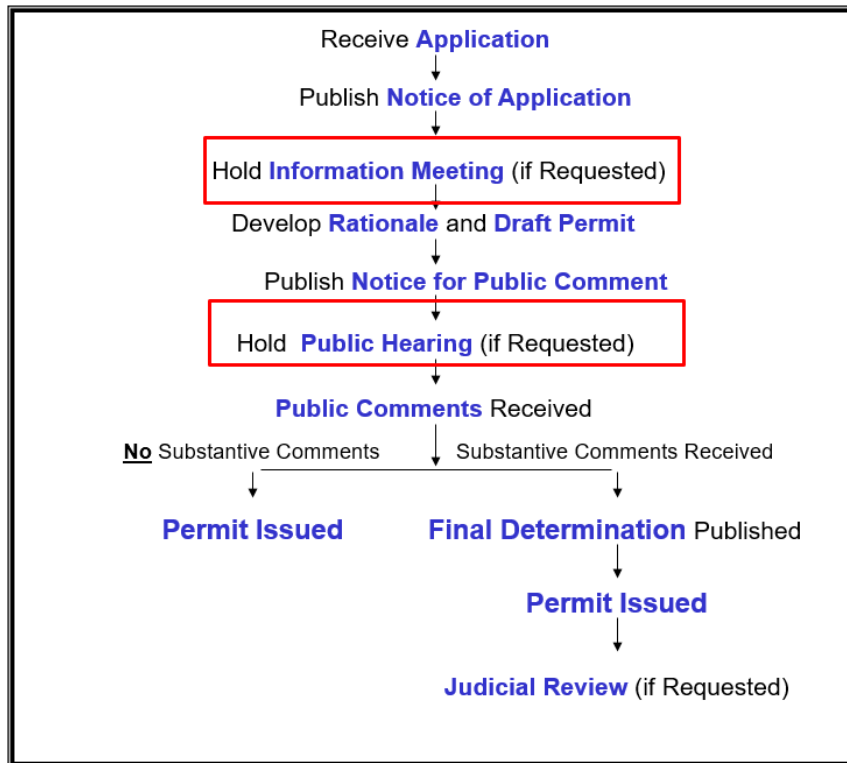 Receive Application
Publish Notice of Application
Hold Information Meeting (if Requested)
Develop Rationale and Draft Permit
Publish Notice for Public Comment
Hold Public Hearing (if Requested)
Public Comments Received
No Substantive Comments
Substantive Comments Received
Permit Issued
Final Determination Published
Permit Issued
Judicial Review (if Requested)